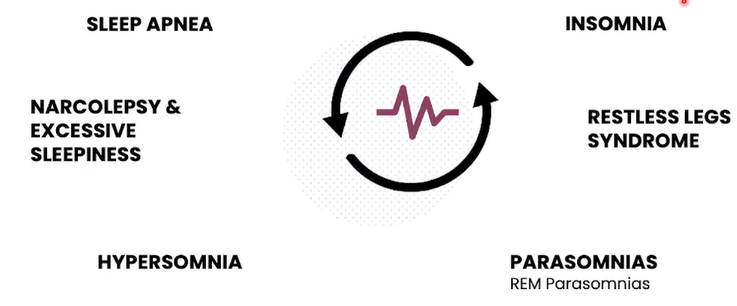 SLEEP APNEA
INSOMNIA
NARCOLEPSY &
EXCESSIVE
SLEEPINESS
RESTLESS LEGS
SYNDROME
HYPERSOMNIA
PARASOMNIAS
REM Parasomnias